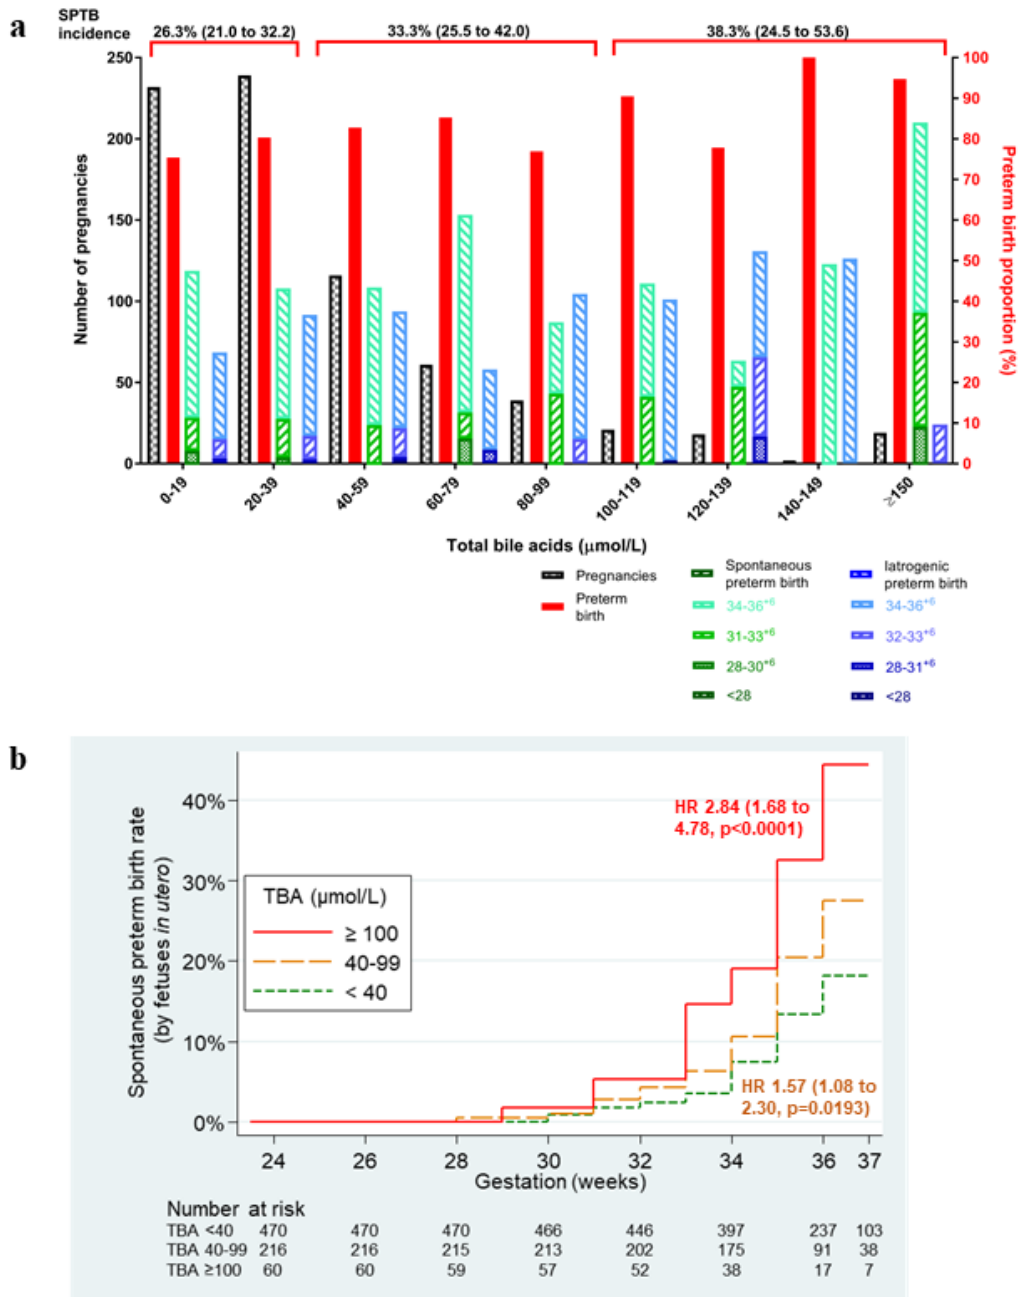 a
SPTB
incidence
26.3% (21.0 to 32.2)
33.3% (25.5 to 42.0)
38.3% (24.5 to 53.6)
Number of pregnancies
250
200
150
100
50
0
Preterm birth proportion (%)
100
90
80
70
60
50
40
30
20
10
0
0-19
20-39
40-59
60-79
80-99
100-119
120-139
140-149
≥150
Total bile acids (µmol/L)
Pregnancies
Preterm
birth
Spontaneous
preterm birth
34-36⁺⁶
31-33⁺⁶
28-30⁺⁶
<28
Iatrogenic
preterm birth
34-36⁺⁶
32-33⁺⁶
28-31⁺⁶
<28
b
Spontaneous preterm birth rate
(by fetuses in utero)
40%
30%
20%
10%
0%
HR 2.84 (1.68 to
4.78, p<0.0001)
TBA (µmol/L)
≥ 100
40-99
< 40
HR 1.57 (1.08 to
2.30, p=0.0193)
24 26 28 30 32 34 36 37
Gestation (weeks)
Number at risk
TBA <40 470 470 470 466 446 397 237 103
TBA 40-99 216 216 215 213 202 175 91 38
TBA ≥100 60 60 59 57 52 38 17 7